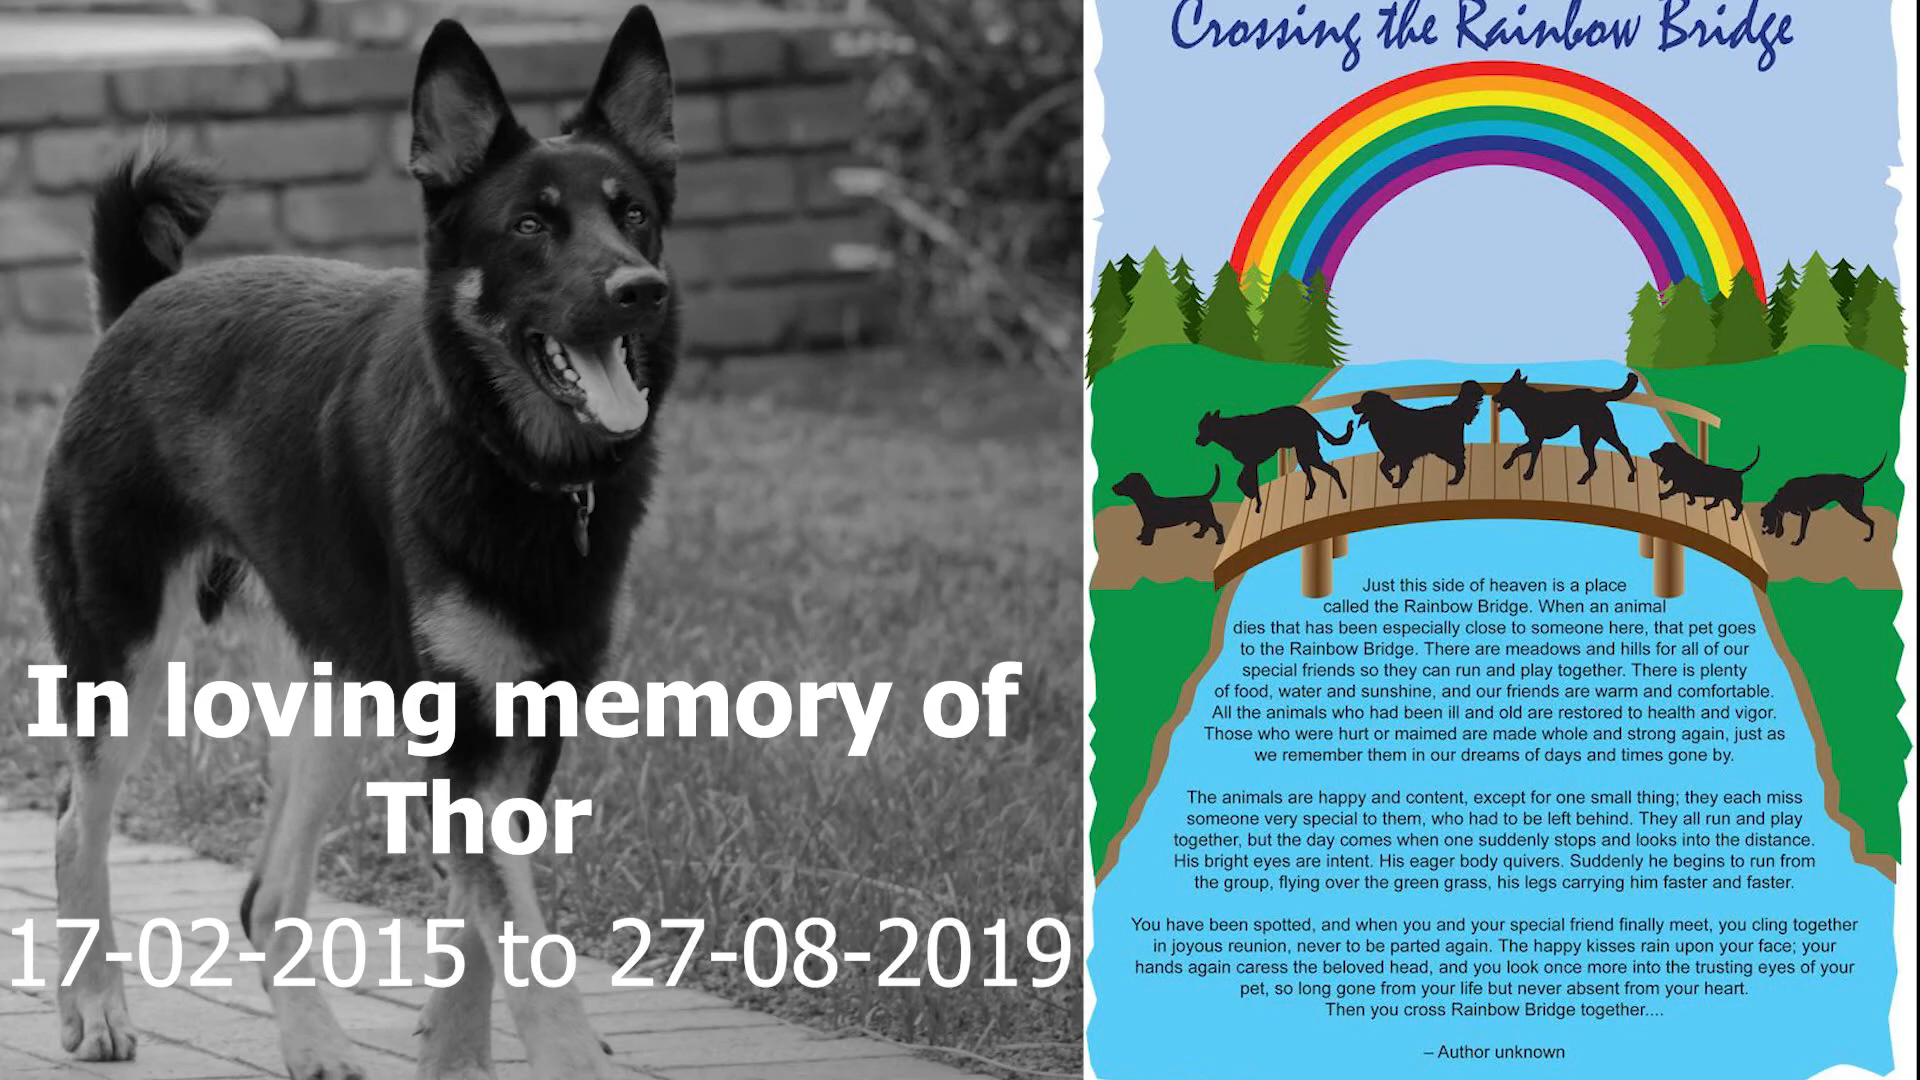 In loving memory of
Thor
17-02-2015 to 27-08-2019
Crossing the Rainbow Bridge
Just this side of heaven is a place
called the Rainbow Bridge. When an animal
dies that has been especially close to someone here, that pet goes
to the Rainbow Bridge. There are meadows and hills for all of our
special friends so they can run and play together. There is plenty
of food, water and sunshine, and our friends are warm and comfortable.
All the animals who had been ill and old are restored to health and vigor.
Those who were hurt or maimed are made whole and strong again, just as
we remember them in our dreams of days and times gone by.
The animals are happy and content, except for one small thing; they each miss
someone very special to them, who had to be left behind. They all run and play
together, but the day comes when one suddenly stops and looks into the distance.
His bright eyes are intent. His eager body quivers. Suddenly he begins to run from
the group, flying over the green grass, his legs carrying him faster and faster.
You have been spotted, and when you and your special friend finally meet, you cling together
in joyous reunion, never to be parted again. The happy kisses rain upon your face; your
hands again caress the beloved head, and you look once more into the trusting eyes of your
pet, so long gone from your life but never absent from your heart.
Then you cross Rainbow Bridge together....
– Author unknown